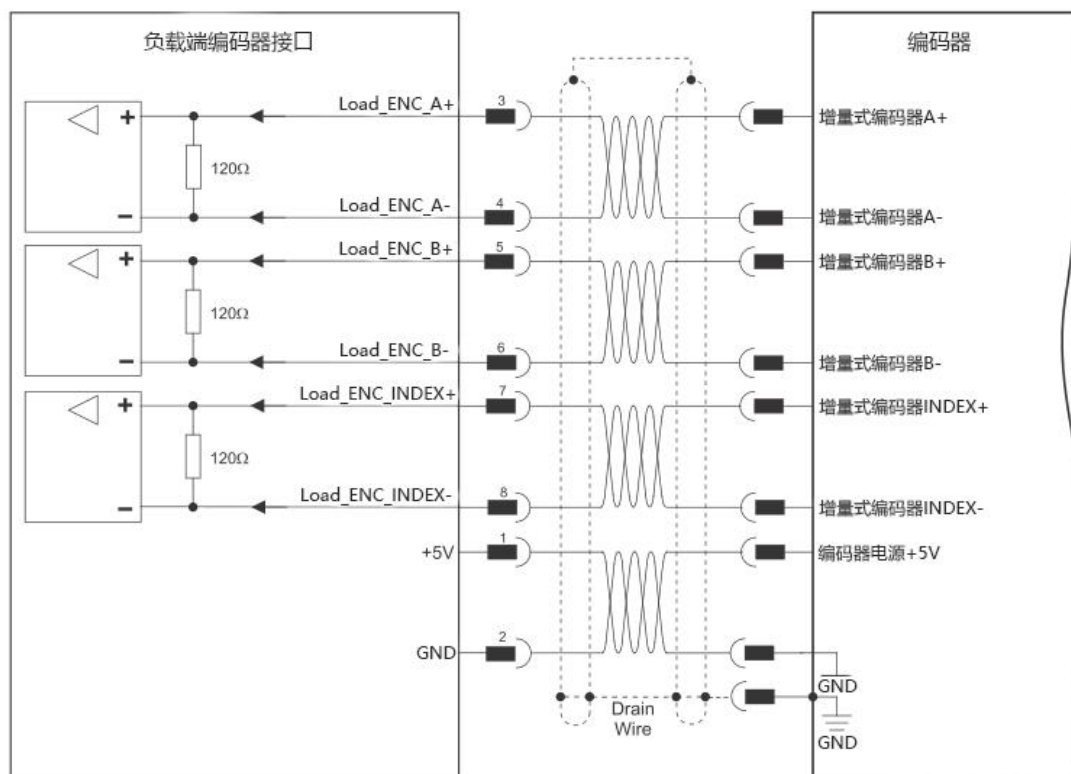 负载端编码器接口
编码器
+
Load_ENC_A+
3
增量式编码器A+
120Ω
-
Load_ENC_A-
4
增量式编码器A-
+
Load_ENC_B+
5
增量式编码器B+
120Ω
-
Load_ENC_B-
6
增量式编码器B-
+
Load_ENC_INDEX+
7
增量式编码器INDEX+
120Ω
-
Load_ENC_INDEX-
8
增量式编码器INDEX-
+5V
1
编码器电源+5V
GND
2
GND
Drain
Wire
GND